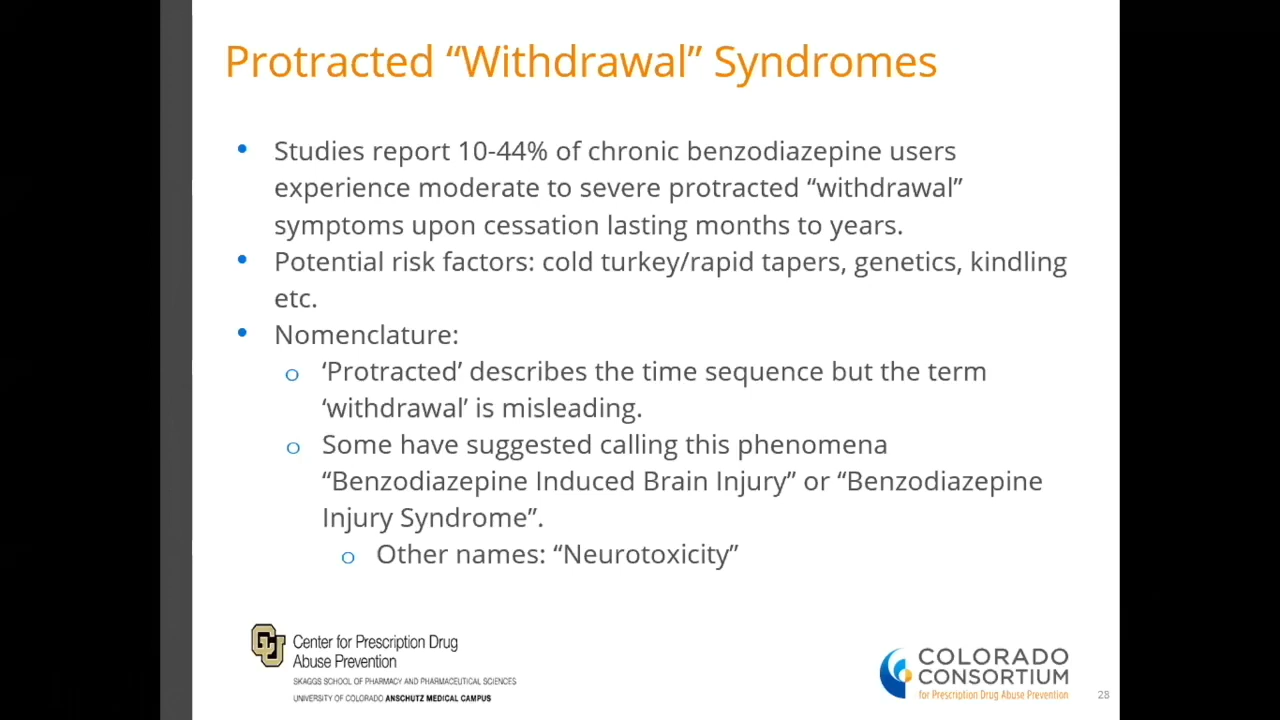 Protracted “Withdrawal” Syndromes
• Studies report 10-44% of chronic benzodiazepine users
experience moderate to severe protracted “withdrawal”
symptoms upon cessation lasting months to years.
• Potential risk factors: cold turkey/rapid tapers, genetics, kindling
etc.
• Nomenclature:
o ‘Protracted’ describes the time sequence but the term
‘withdrawal’ is misleading.
o Some have suggested calling this phenomena
“Benzodiazepine Induced Brain Injury” or “Benzodiazepine
Injury Syndrome”.
o Other names: “Neurotoxicity”
CU
Center for Prescription Drug
Abuse Prevention
SKAGGS SCHOOL OF PHARMACY AND PHARMACEUTICAL SCIENCES
UNIVERSITY OF COLORADO ANSCHUTZ MEDICAL CAMPUS
COLORADO
CONSORTIUM
for Prescription Drug Abuse Prevention
28